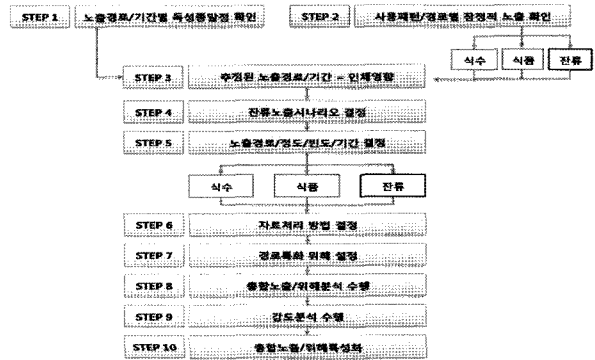 STEP 1 노출경로/기간별 독성종말점 확인
STEP 2 사용패턴/경로별 잠정적 노출 확인
식수 식품 잔류
STEP 3 추정된 노출경로/기간 = 인체영향
STEP 4 잔류노출시나리오 결정
STEP 5 노출경로/정도/빈도/기간 결정
식수 식품 잔류
STEP 6 자료처리 방법 결정
STEP 7 경로특화 위해 설정
STEP 8 총합노출/위해분석 수행
STEP 9 감도분석 수행
STEP 10 총합노출/위해특성화